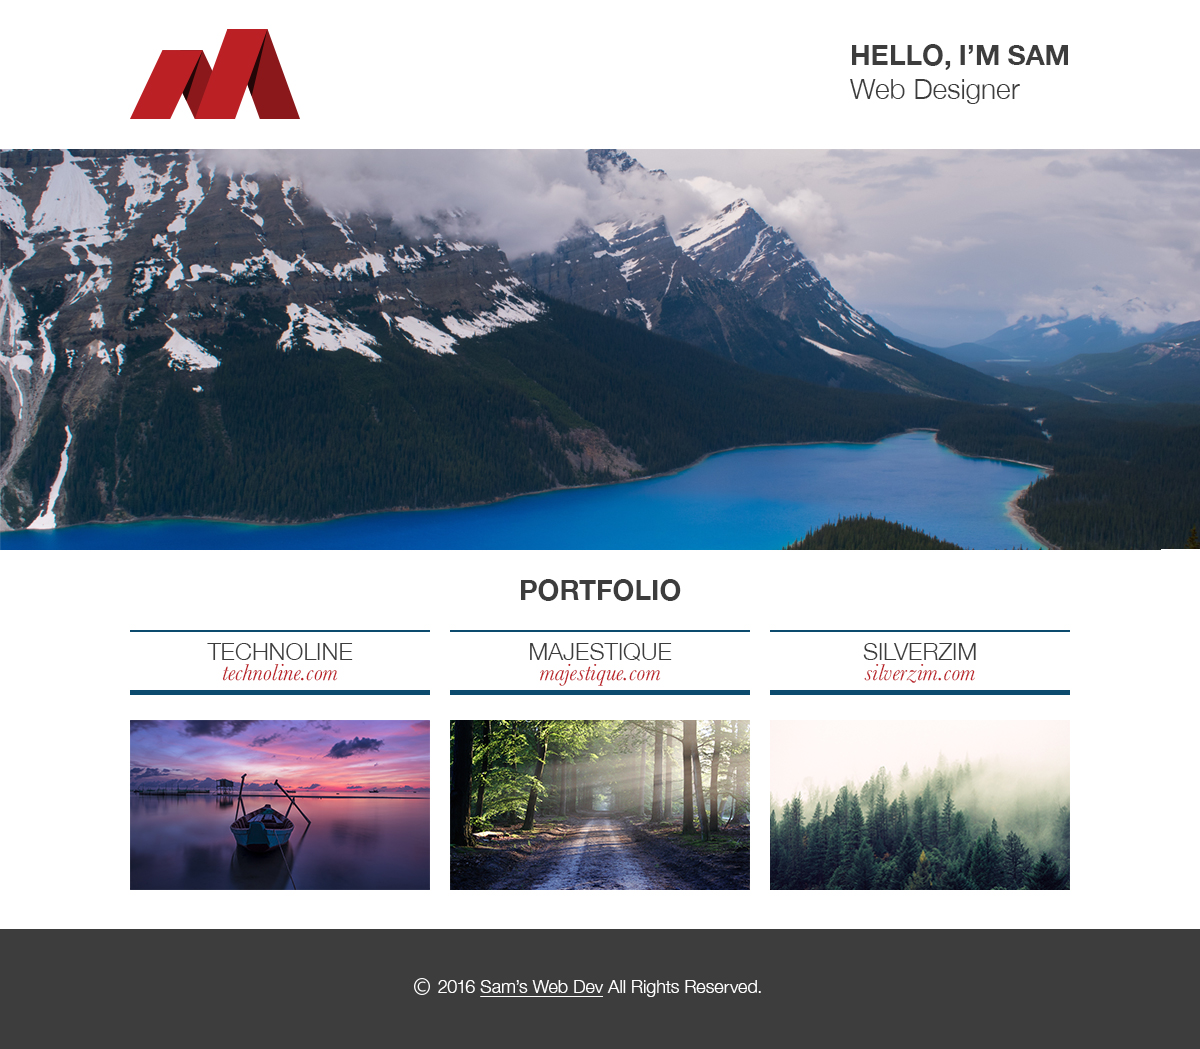 HELLO, I’M SAM
Web Designer
PORTFOLIO
TECHNOLINE
technoline.com
MAJESTIQUE
majestique.com
SILVERZIM
silverzim.com
© 2016 Sam’s Web Dev All Rights Reserved.